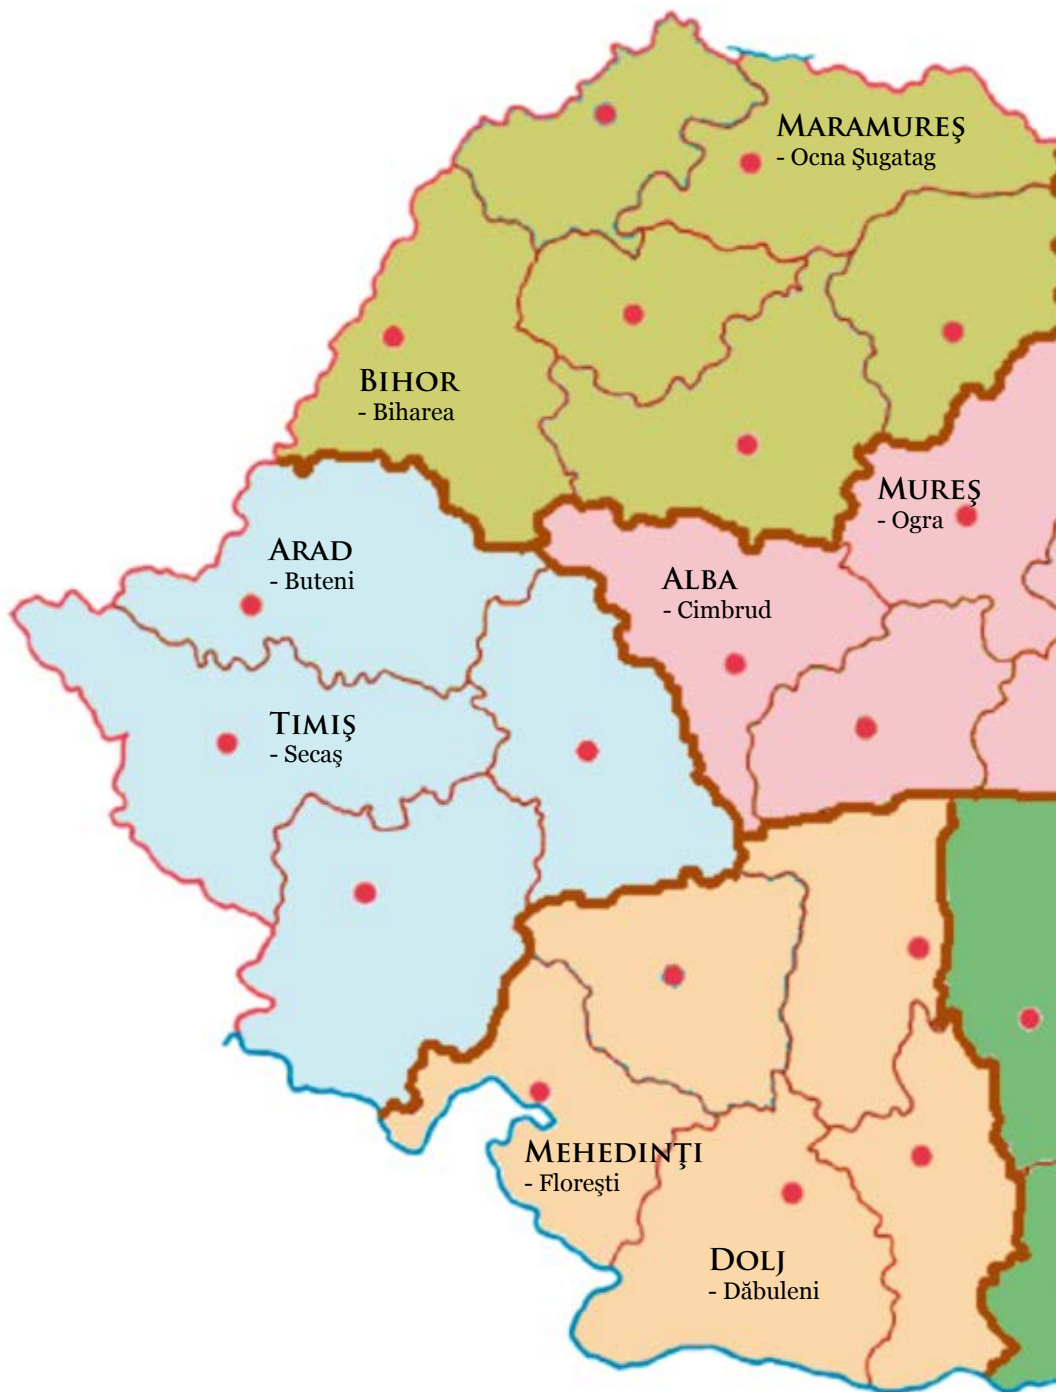 MARAMUREŞ
- Ocna Şugatag
BIHOR
- Biharea
MUREŞ
- Ogra
ARAD
- Buteni
ALBA
- Cimbrud
TIMIŞ
- Secaş
MEHEDINŢI
- Floreşti
DOLJ
- Dăbuleni